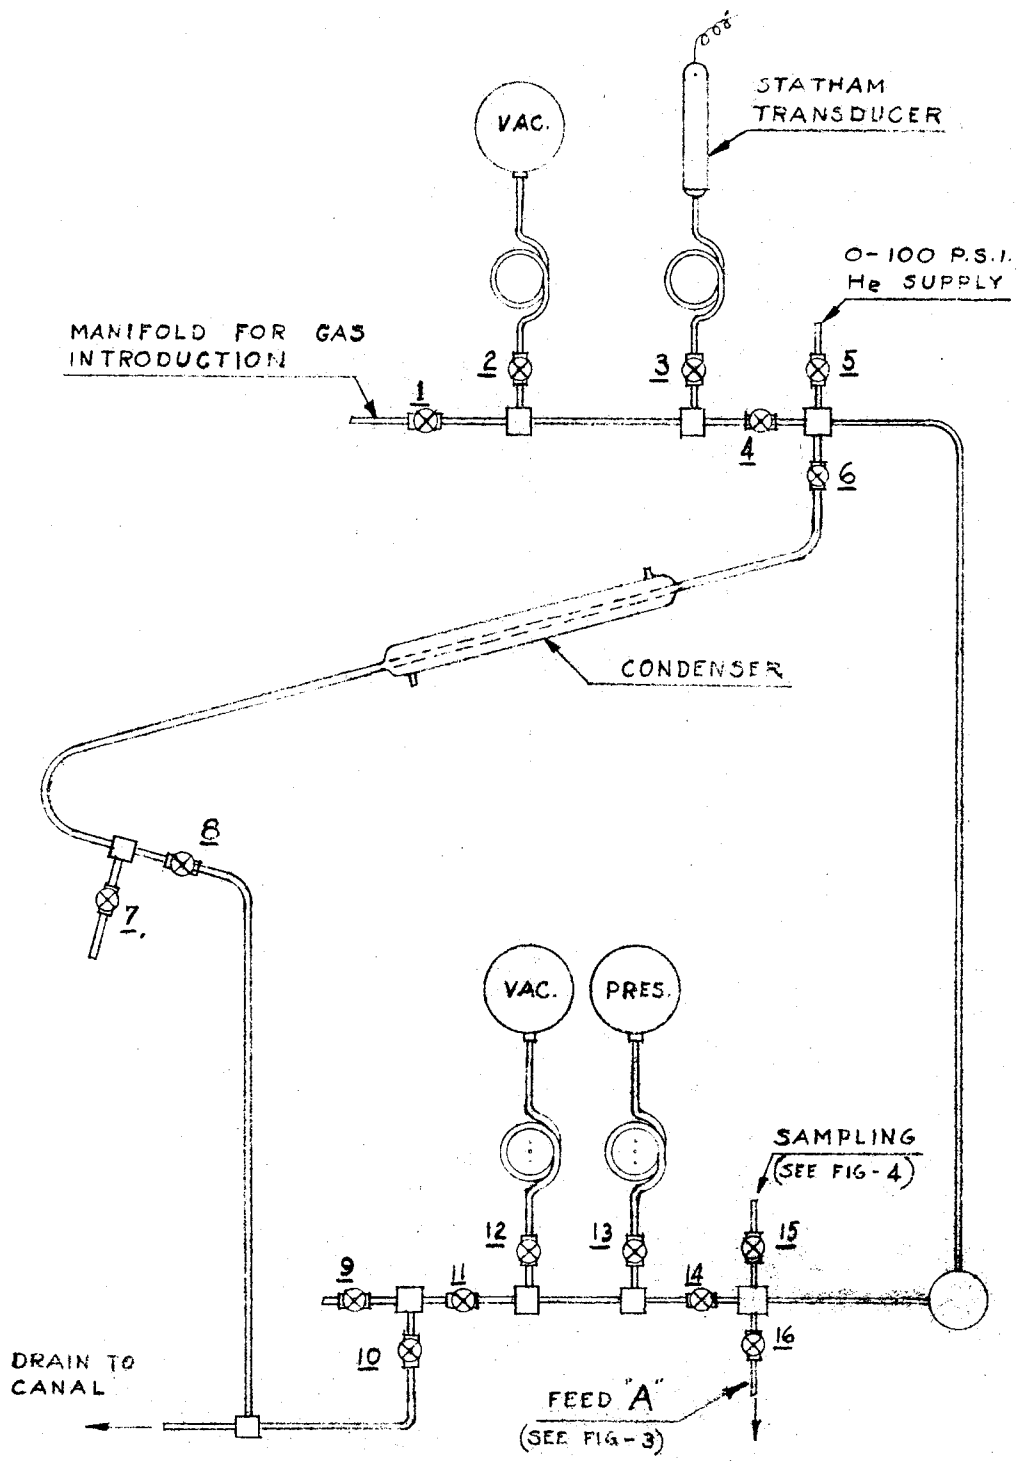 STATHAM
TRANSDUCER
VAC.
0-100 P.S.I.
He SUPPLY
MANIFOLD FOR GAS
INTRODUCTION
1
2
3
4
5
6
CONDENSER
8
7.
VAC.
PRES.
SAMPLING
(SEE FIG-4)
9
11
12
13
14
15
10
16
DRAIN TO
CANAL
FEED "A"
(SEE FIG-3)